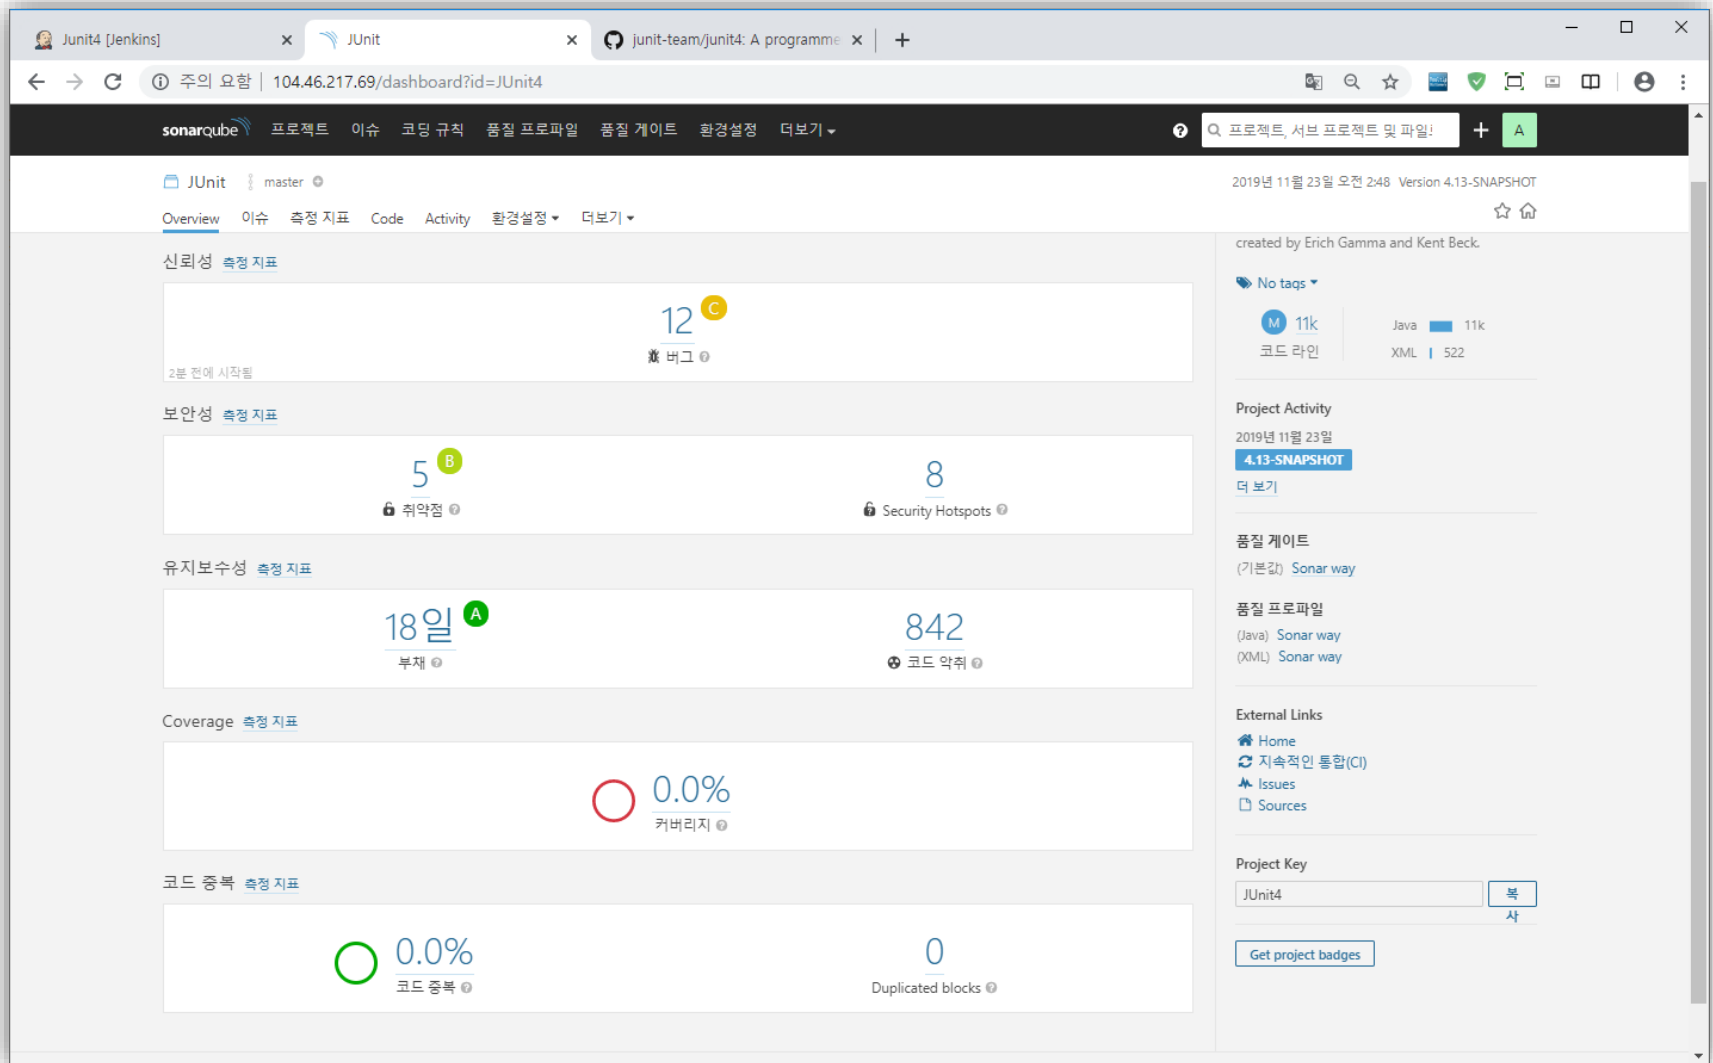 Junit4 [Jenkins]
JUnit
junit-team/junit4: A programme
주의 요함
104.46.217.69/dashboard?id=JUnit4
sonarqube 프로젝트 이슈 코딩 규칙 품질 프로파일 품질 게이트 환경설정 더보기
프로젝트, 서브 프로젝트 및 파일
A
JUnit master
2019년 11월 23일 오전 2:48 Version 4.13-SNAPSHOT
Overview 이슈 측정 지표 Code Activity 환경설정 더보기
신뢰성 측정 지표
12 C
버그
2분 전에 시작됨
보안성 측정 지표
5 B
취약점
8
Security Hotspots
유지보수성 측정 지표
18일 A
부채
842
코드 악취
Coverage 측정 지표
0.0%
커버리지
코드 중복 측정 지표
0.0%
코드 중복
0
Duplicated blocks
created by Erich Gamma and Kent Beck.
No tags
M 11k
코드 라인
Java 11k
XML 522
Project Activity
2019년 11월 23일
4.13-SNAPSHOT
더 보기
품질 게이트
(기본값) Sonar way
품질 프로파일
(Java) Sonar way
(XML) Sonar way
External Links
Home
지속적인 통합(CI)
Issues
Sources
Project Key
JUnit4
복
사
Get project badges